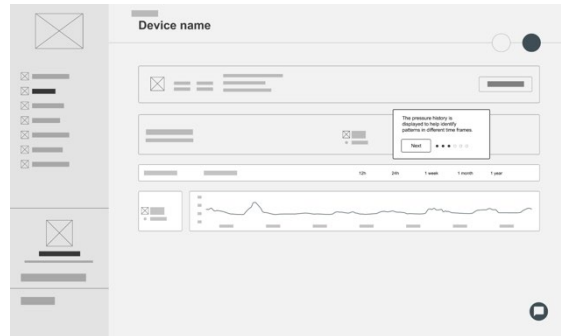 Device name
The pressure history is
displayed to help identify
patterns in different time frames.
Next
12h 24h 1 week 1 month 1 year